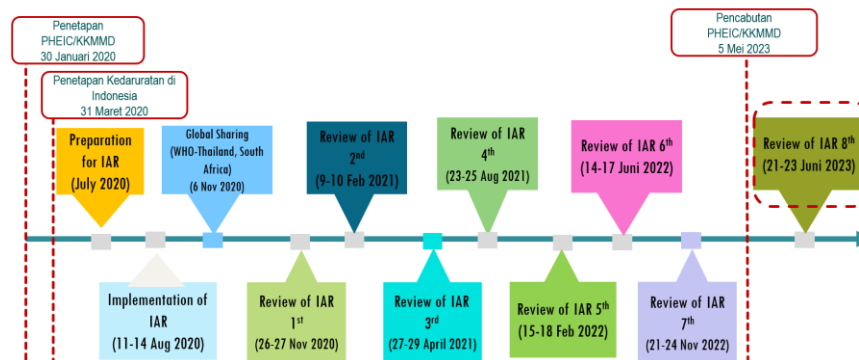 Penetapan
PHEIC/KKMMD
30 Januari 2020
Penetapan Kedaruratan di
Indonesia
31 Maret 2020
Pencabutan
PHEIC/KKMMD
5 Mei 2023
Preparation
for IAR
(July 2020)
Global Sharing
(WHO-Thailand, South
Africa)
(6 Nov 2020)
Review of IAR
2nd
(9-10 Feb 2021)
Review of IAR
4th
(23-25 Aug 2021)
Review of IAR 6th
(14-17 Juni 2022)
Review of IAR 8th
(21-23 Juni 2023)
Implementation of
IAR
(11-14 Aug 2020)
Review of IAR
1st
(26-27 Nov 2020)
Review of IAR
3rd
(27-29 April 2021)
Review of IAR 5th
(15-18 Feb 2022)
Review of IAR
7th
(21-24 Nov 2022)